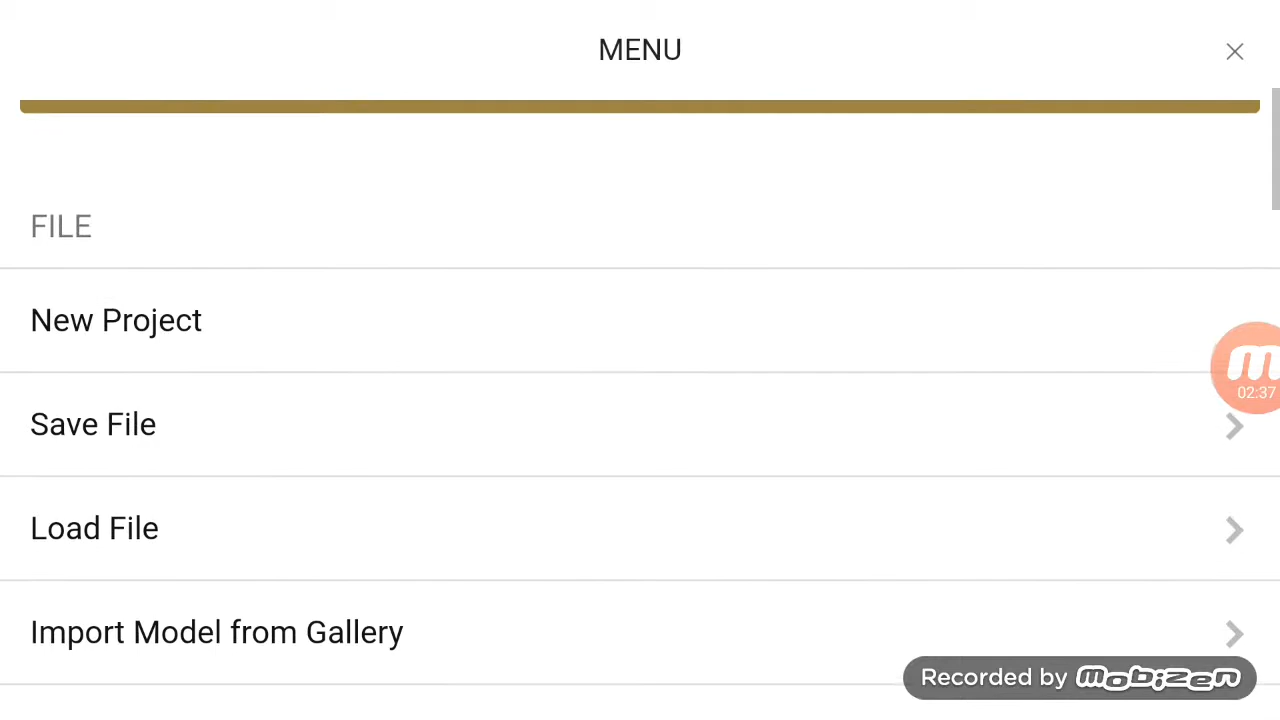 MENU
FILE
New Project
02:37
Save File
Load File
Import Model from Gallery
Recorded by mobizen